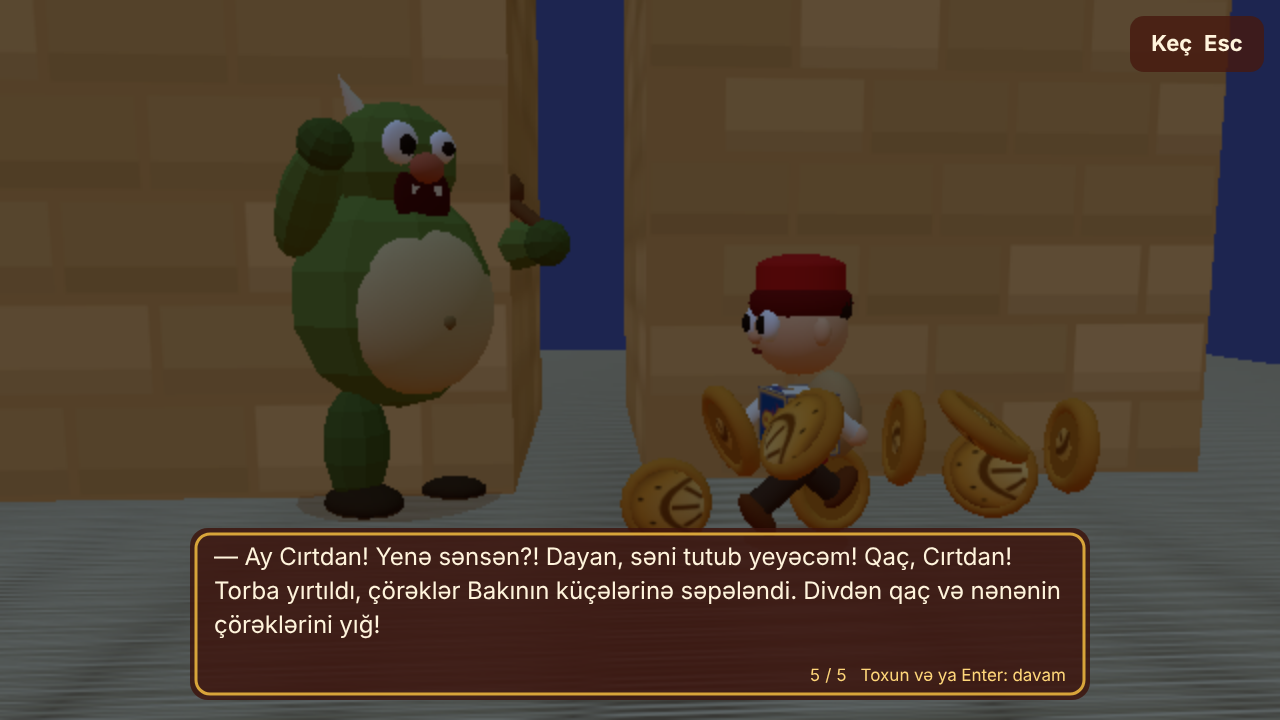 Keç Esc
— Ay Cırtdan! Yenə sənsən?! Dayan, səni tutub yeyəcəm! Qaç, Cırtdan!
Torba yırtıldı, çörəklər Bakının küçələrinə səpələndi. Divdən qaç və nənənin
çörəklərini yığ!
5 / 5 Toxun və ya Enter: davam